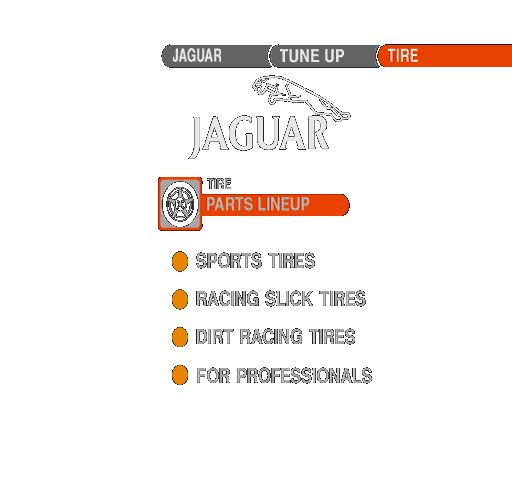 JAGUAR TUNE UP TIRE
JAGUAR
TIRE
PARTS LINEUP
SPORTS TIRES
RACING SLICK TIRES
DIRT RACING TIRES
FOR PROFESSIONALS